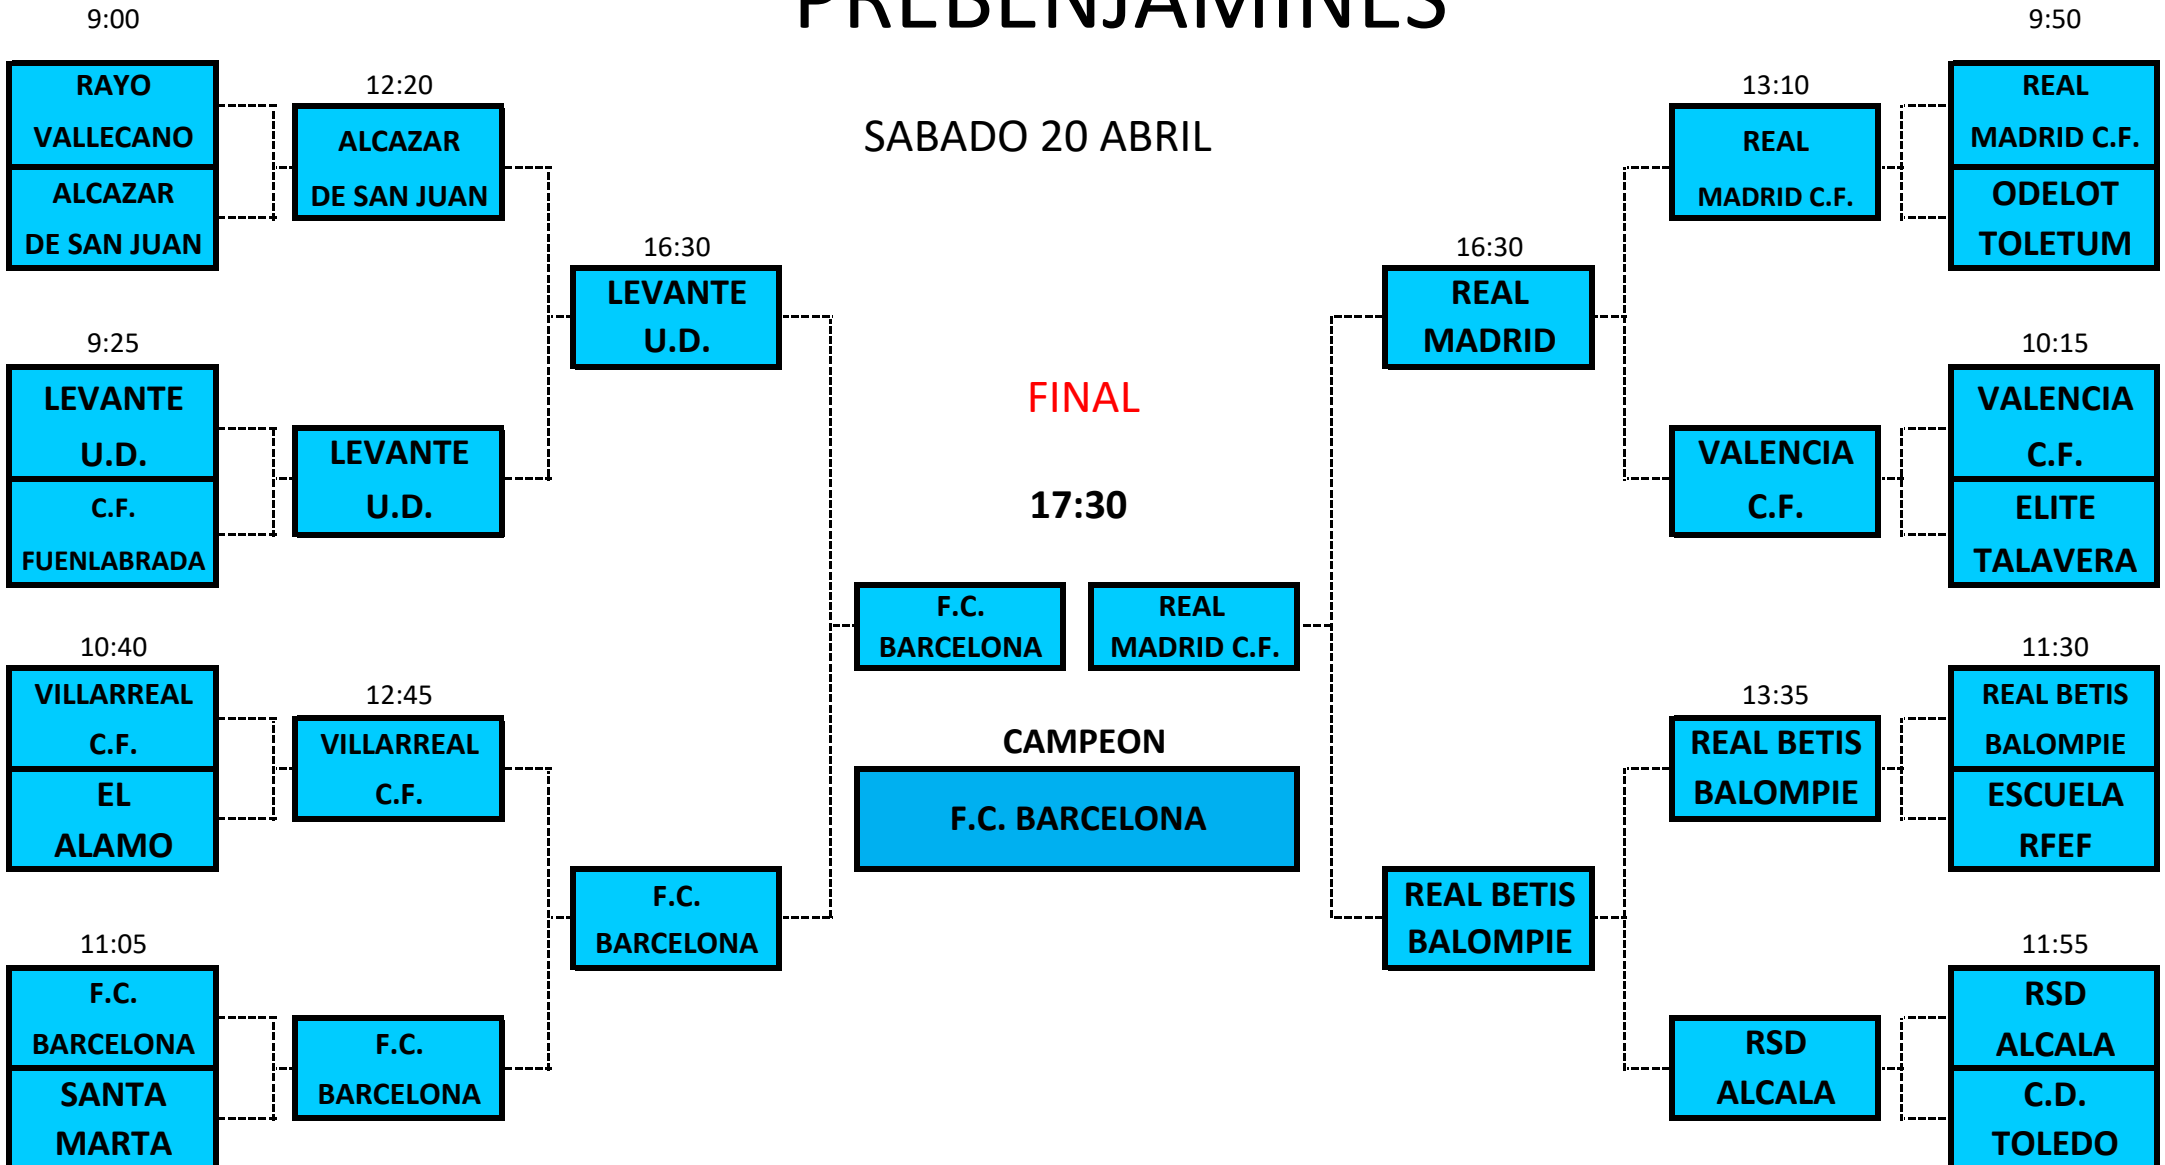 PREBENJAMINES
SABADO 20 ABRIL
9:00
RAYO
VALLECANO
ALCAZAR
DE SAN JUAN
9:25
LEVANTE
U.D.
C.F.
FUENLABRADA
10:40
VILLARREAL
C.F.
EL
ALAMO
11:05
F.C.
BARCELONA
SANTA
MARTA
12:20
ALCAZAR
DE SAN JUAN
LEVANTE
U.D.
12:45
VILLARREAL
C.F.
F.C.
BARCELONA
16:30
LEVANTE
U.D.
F.C.
BARCELONA
FINAL
17:30
F.C.
BARCELONA
REAL
MADRID C.F.
CAMPEON
F.C. BARCELONA
16:30
REAL
MADRID
REAL BETIS
BALOMPIE
13:10
REAL
MADRID C.F.
VALENCIA
C.F.
13:35
REAL BETIS
BALOMPIE
RSD
ALCALA
9:50
REAL
MADRID C.F.
ODELOT
TOLETUM
10:15
VALENCIA
C.F.
ELITE
TALAVERA
11:30
REAL BETIS
BALOMPIE
ESCUELA
RFEF
11:55
RSD
ALCALA
C.D.
TOLEDO